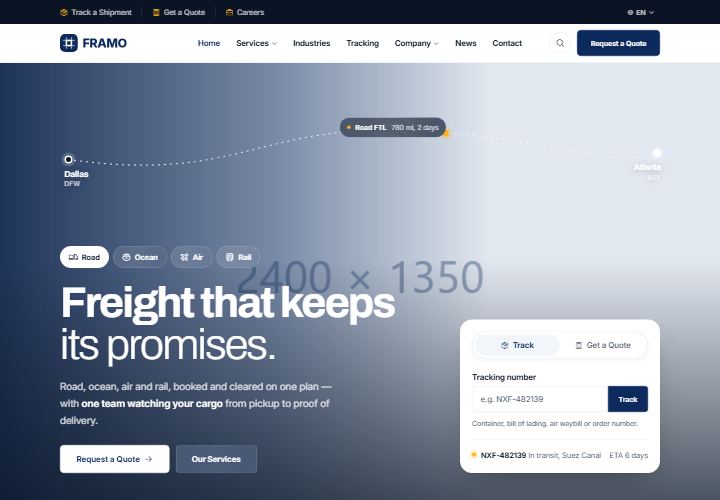 Track a Shipment Get a Quote Careers EN
FRAMO Home Services Industries Tracking Company News Contact Request a Quote
Road FTL 780 mi, 2 days
Dallas
DFW
Atlanta
ATL
Road Ocean Air Rail
2400 × 1350
Freight that keeps
its promises.
Road, ocean, air and rail, booked and cleared on one plan —
with one team watching your cargo from pickup to proof of
delivery.
Request a Quote → Our Services
Track Get a Quote
Tracking number
e.g. NXF-482139 Track
Container, bill of lading, air waybill or order number.
NXF-482139 In transit, Suez Canal ETA 6 days